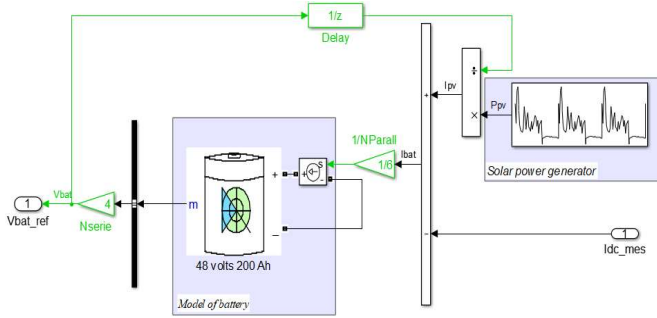 1/z
Delay
Ipv
÷
×
Ppv
Solar power generator
+
1/NParall
1/6
Ibat
S
+
-
+
−
m
48 volts 200 Ah
Model of battery
Vbat
4
Nserie
1
Vbat_ref
−
1
Idc_mes